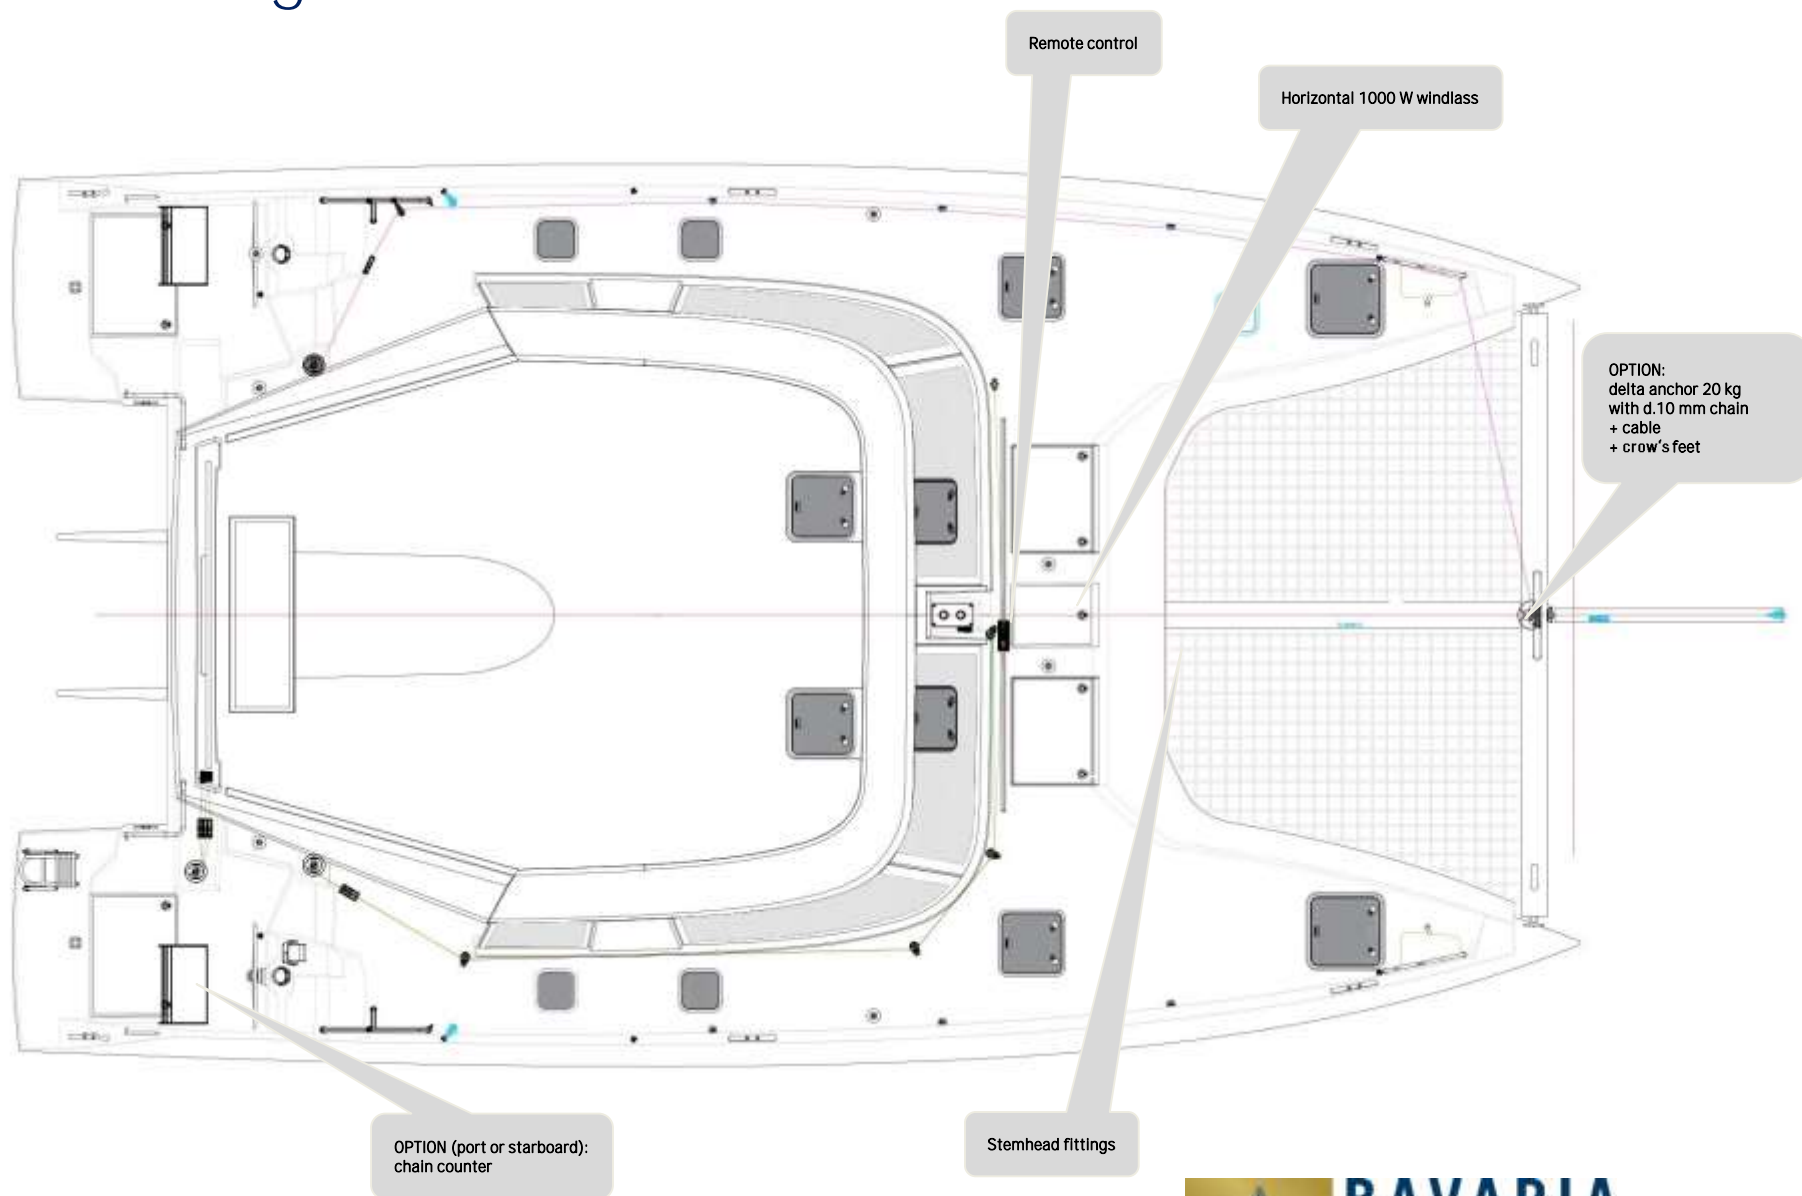 Remote control
Horizontal 1000 W windlass
OPTION:
delta anchor 20 kg
with d.10 mm chain
+ cable
+ crow's feet
OPTION (port or starboard):
chain counter
Stemhead fittings
BAVARIA